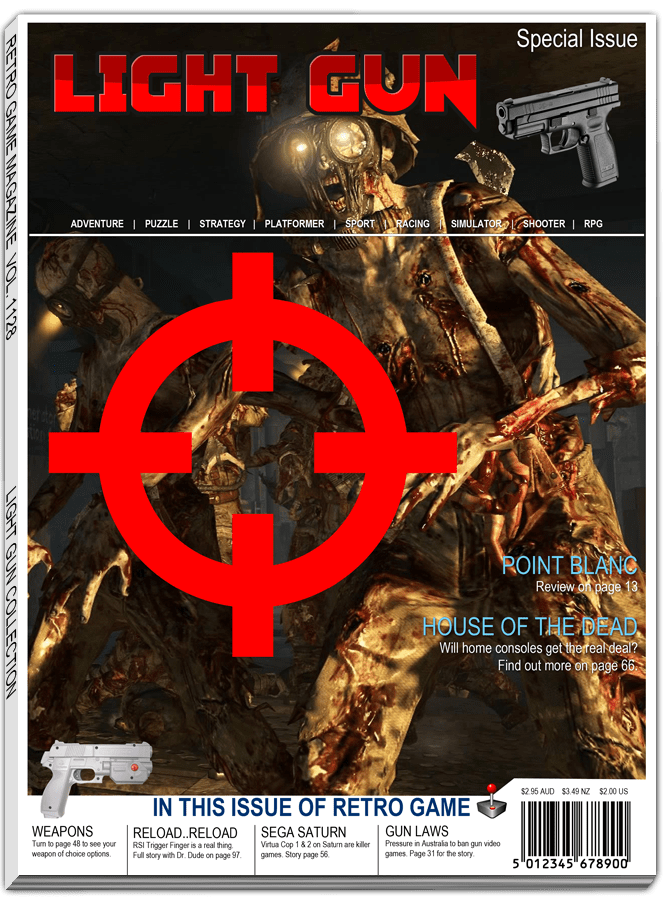 Special Issue
LIGHT GUN
ADVENTURE | PUZZLE | STRATEGY | PLATFORMER | SPORT | RACING | SIMULATOR | SHOOTER | RPG
RETRO GAME MAGAZINE VOL. 1128
LIGHT GUN COLLECTION
POINT BLANC
Review on page 13
HOUSE OF THE DEAD
Will home consoles get the real deal?
Find out more on page 66.
IN THIS ISSUE OF RETRO GAME
WEAPONS
Turn to page 48 to see your
weapon of choice options.
RELOAD..RELOAD
RSI Trigger Finger is a real thing.
Full story with Dr. Dude on page 97.
SEGA SATURN
Virtua Cop 1 & 2 on Saturn are killer
games. Story page 56.
GUN LAWS
Pressure in Australia to ban gun video
games. Page 31 for the story.
$2.95 AUD $3.49 NZ $2.00 US
5 012345 678900